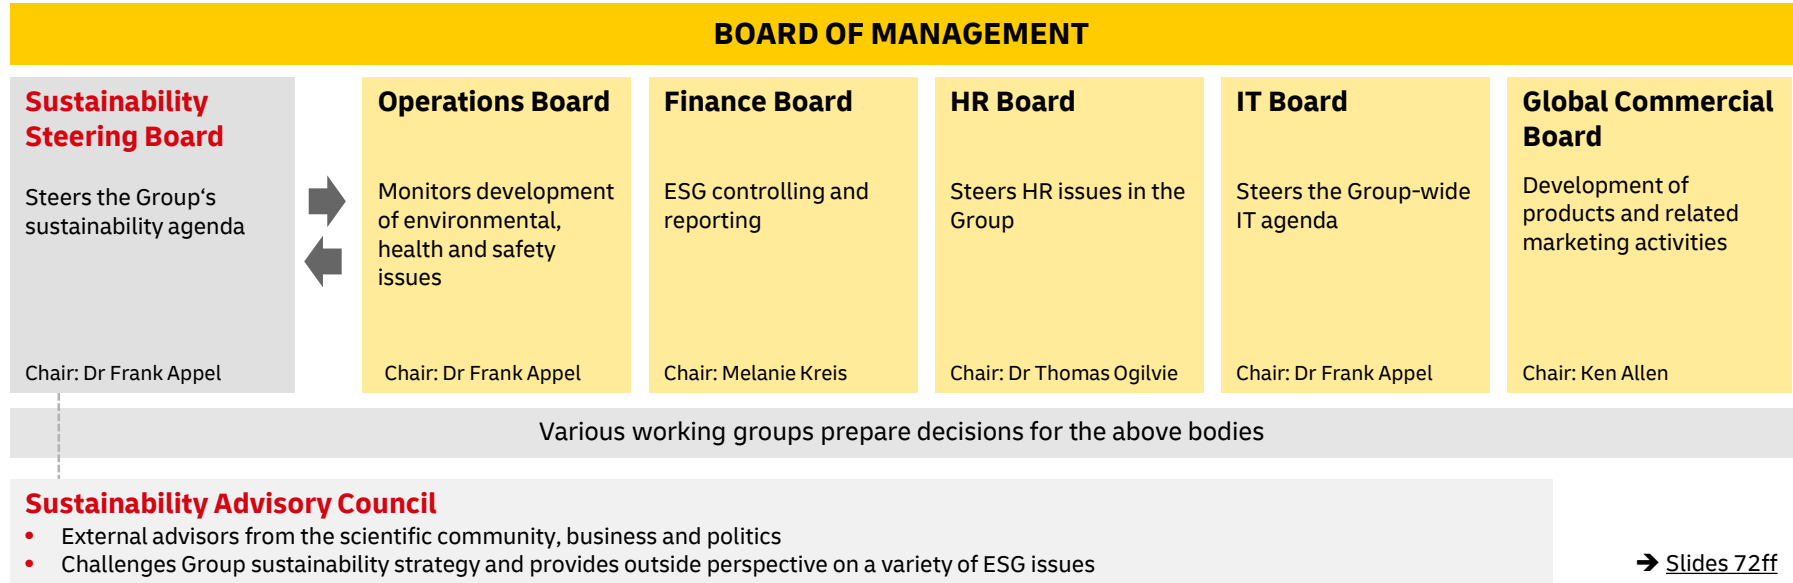 BOARD OF MANAGEMENT
Sustainability
Steering Board
Steers the Group‘s
sustainability agenda
Chair: Dr Frank Appel
Operations Board
Monitors development
of environmental,
health and safety
issues
Chair: Dr Frank Appel
Finance Board
ESG controlling and
reporting
Chair: Melanie Kreis
HR Board
Steers HR issues in the
Group
Chair: Dr Thomas Ogilvie
IT Board
Steers the Group-wide
IT agenda
Chair: Dr Frank Appel
Global Commercial
Board
Development of
products and related
marketing activities
Chair: Ken Allen
Various working groups prepare decisions for the above bodies
Sustainability Advisory Council
• External advisors from the scientific community, business and politics
• Challenges Group sustainability strategy and provides outside perspective on a variety of ESG issues
➔ Slides 72ff